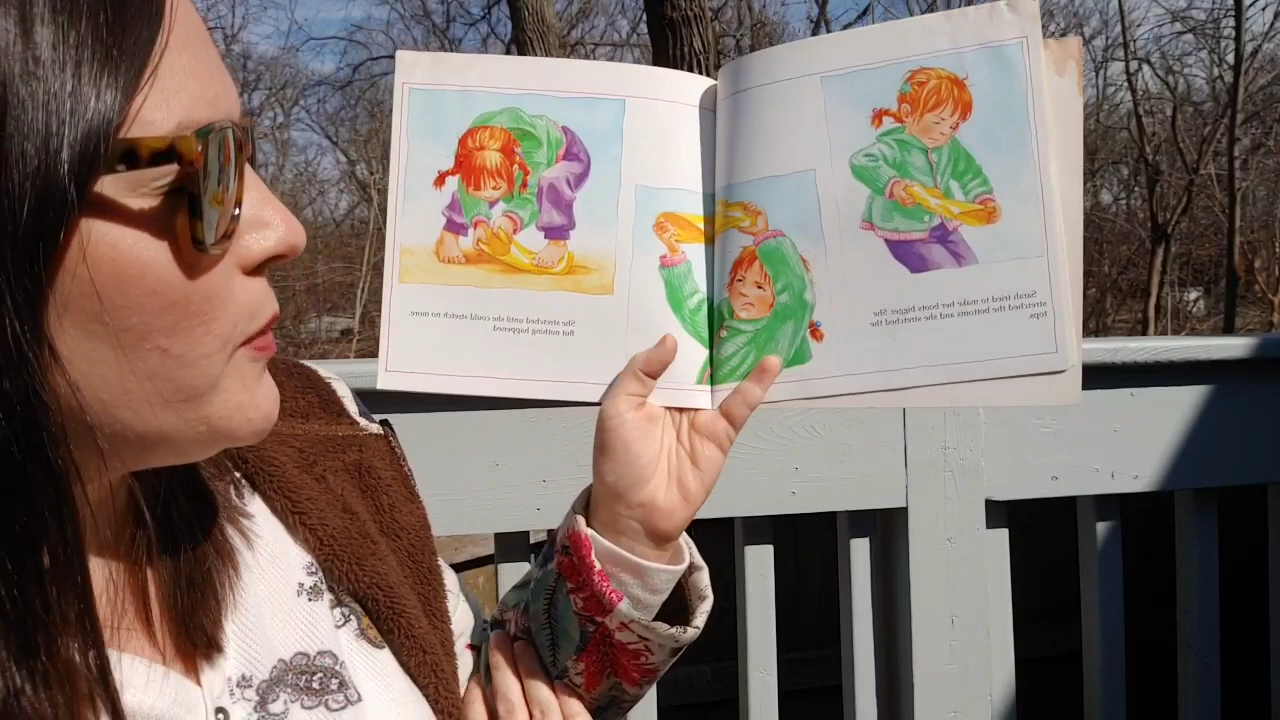 Sarah tried to make her boots bigger. She
stretched the bottoms and she stretched the
tops.
She stretched until she could stretch no more.
But nothing happened.